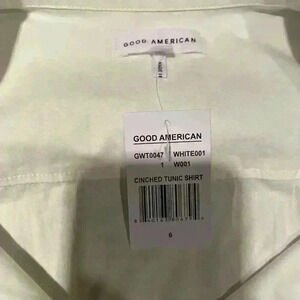 GOOD AMERICAN
GOOD AMERICAN
GWT0047 WHITE001
1 W001
CINCHED TUNIC SHIRT
6